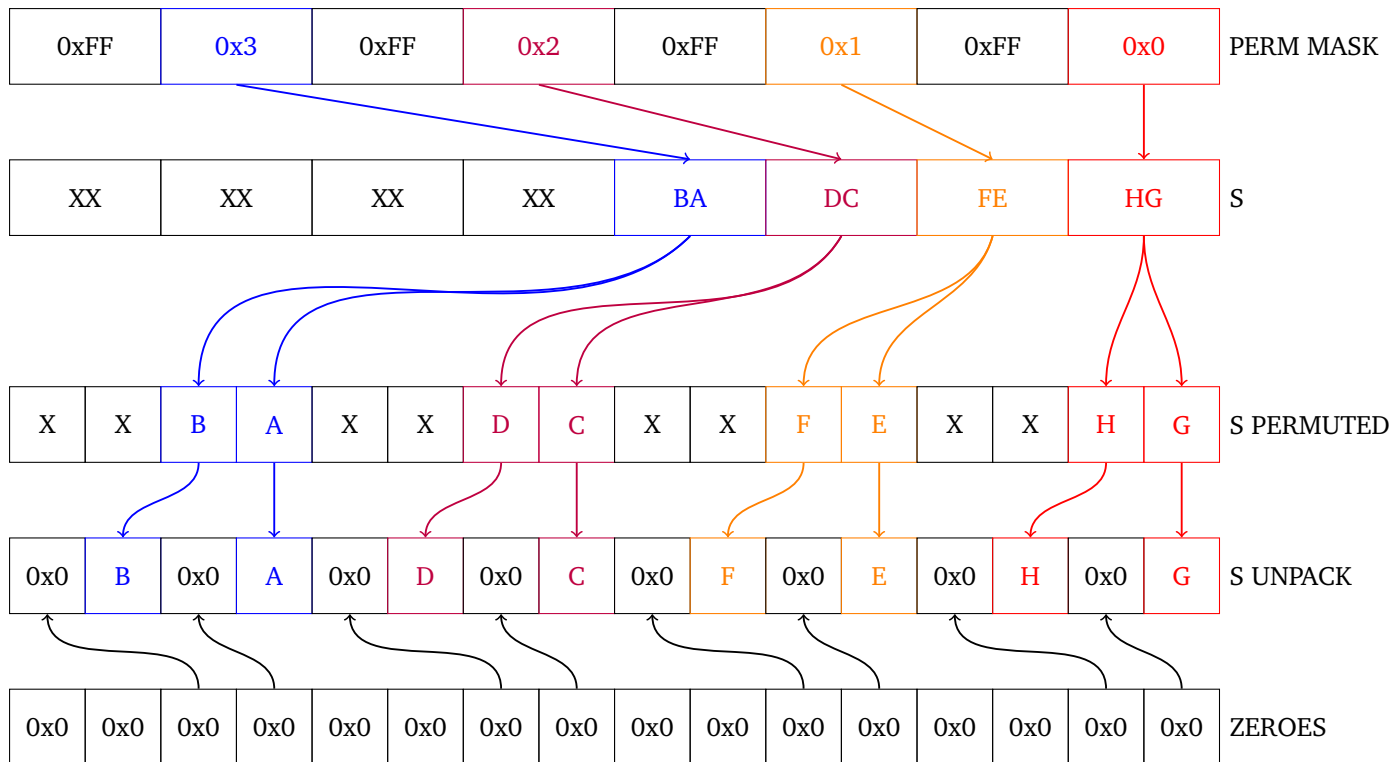 0xFF 0x3 0xFF 0x2 0xFF 0x1 0xFF 0x0 PERM MASK
XX XX XX XX BA DC FE HG S
X X B A X X D C X X F E X X H G S PERMUTED
0x0 B 0x0 A 0x0 D 0x0 C 0x0 F 0x0 E 0x0 H 0x0 G S UNPACK
0x0 0x0 0x0 0x0 0x0 0x0 0x0 0x0 0x0 0x0 0x0 0x0 0x0 0x0 0x0 0x0 ZEROES